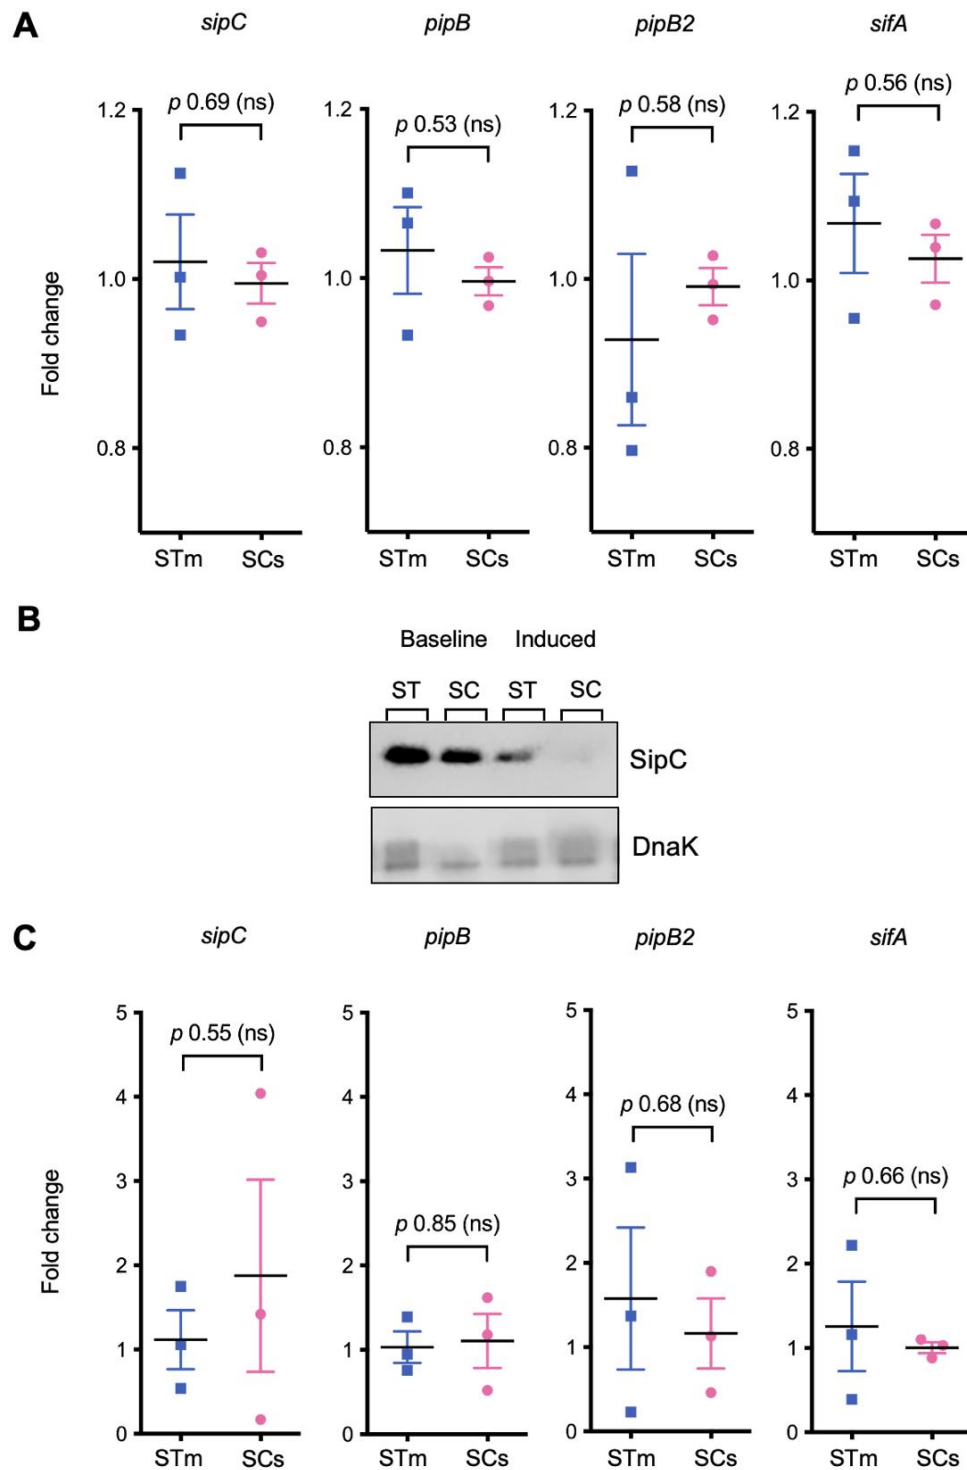 A
sipC pipB pipB2 sifA
p 0.69 (ns) p 0.53 (ns) p 0.58 (ns) p 0.56 (ns)
1.2 1.2 1.2 1.2
1.0 1.0 1.0 1.0
0.8 0.8 0.8 0.8
Fold change
STm SCs STm SCs STm SCs STm SCs
B
Baseline Induced
ST SC ST SC
SipC
DnaK
C
sipC pipB pipB2 sifA
p 0.55 (ns) p 0.85 (ns) p 0.68 (ns) p 0.66 (ns)
5 5 5 5
4 4 4 4
3 3 3 3
2 2 2 2
1 1 1 1
0 0 0 0
Fold change
STm SCs STm SCs STm SCs STm SCs